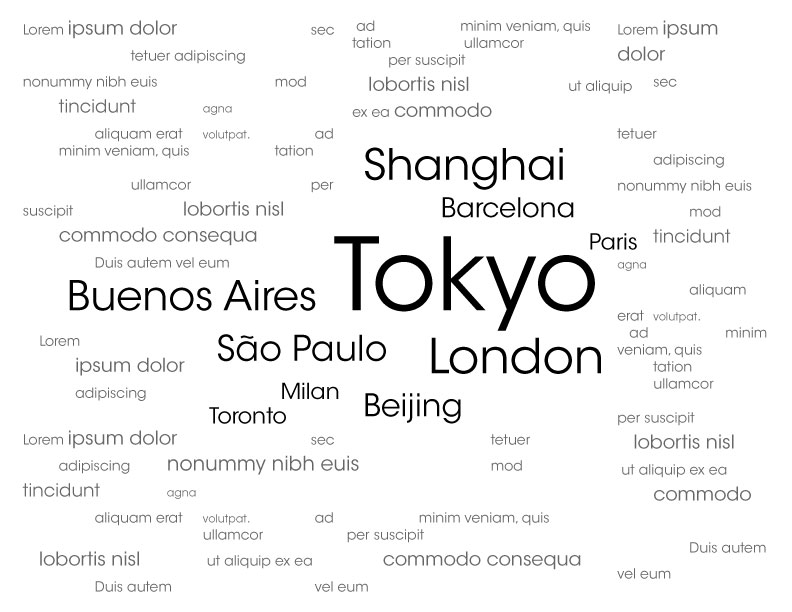 Lorem ipsum dolor sec ad minim veniam, quis Lorem ipsum
tation ullamcor
tetuer adipiscing per suscipit dolor
nonummy nibh euis mod lobortis nisl ut aliquip sec
tincidunt agna ex ea commodo
aliquam erat volutpat. ad tetuer
minim veniam, quis tation
Shanghai adipiscing
ullamcor per nonummy nibh euis
suscipit lobortis nisl Barcelona mod
commodo consequa Paris tincidunt
Duis autem vel eum agna
Tokyo
Buenos Aires aliquam
erat volutpat.
ad minim
Lorem São Paulo London veniam, quis
ipsum dolor tation
ullamcor
adipiscing Milan
Toronto Beijing per suscipit
Lorem ipsum dolor sec tetuer lobortis nisl
adipiscing nonummy nibh euis mod ut aliquip ex ea
tincidunt agna commodo
aliquam erat volutpat. ad minim veniam, quis
ullamcor per suscipit
Duis autem
lobortis nisl ut aliquip ex ea commodo consequa
vel eum
Duis autem vel eum